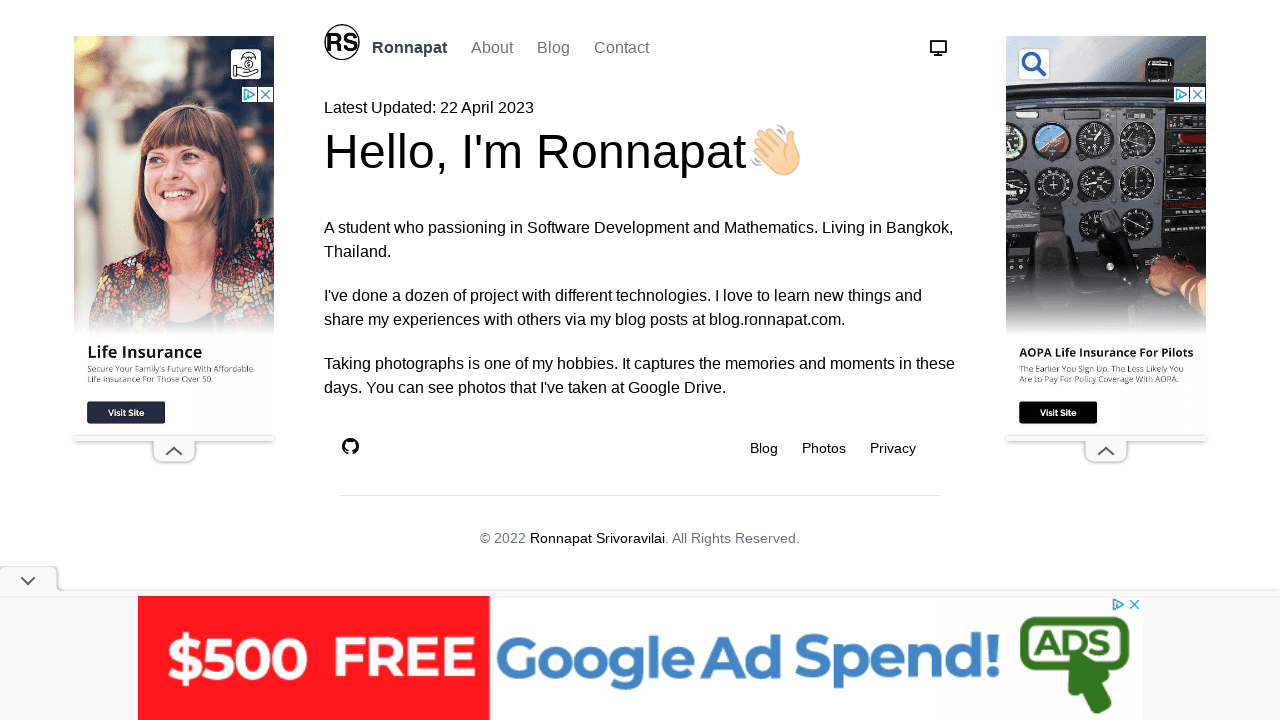 RS Ronnapat About Blog Contact
Latest Updated: 22 April 2023
Hello, I'm Ronnapat
A student who passioning in Software Development and Mathematics. Living in Bangkok,
Thailand.
I've done a dozen of project with different technologies. I love to learn new things and
share my experiences with others via my blog posts at blog.ronnapat.com.
Taking photographs is one of my hobbies. It captures the memories and moments in these
days. You can see photos that I've taken at Google Drive.
Blog Photos Privacy
© 2022 Ronnapat Srivoravilai. All Rights Reserved.
Life Insurance
Secure Your Family's Future With Affordable
Life Insurance For Those Over 50.
Visit Site
AOPA Life Insurance For Pilots
The Earlier You Sign Up, The Less Likely You
Are to Pay For Policy Coverage With AOPA.
Visit Site
$500 FREE Google Ad Spend! ADS